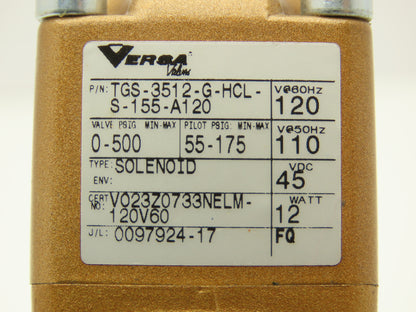 VERSA
Valves
P/N: TGS-3512-G-HCL-
S-155-A120
V@60Hz
120
VALVE PSIG MIN-MAX PILOT PSIG: MIN-MAX
0-500 55-175
V@50Hz
110
TYPE: SOLENOID
ENV:
VDC
45
CERT NO: V023Z0733NELM-
120V60
WATT
12
J/L: 0097924-17
FQ